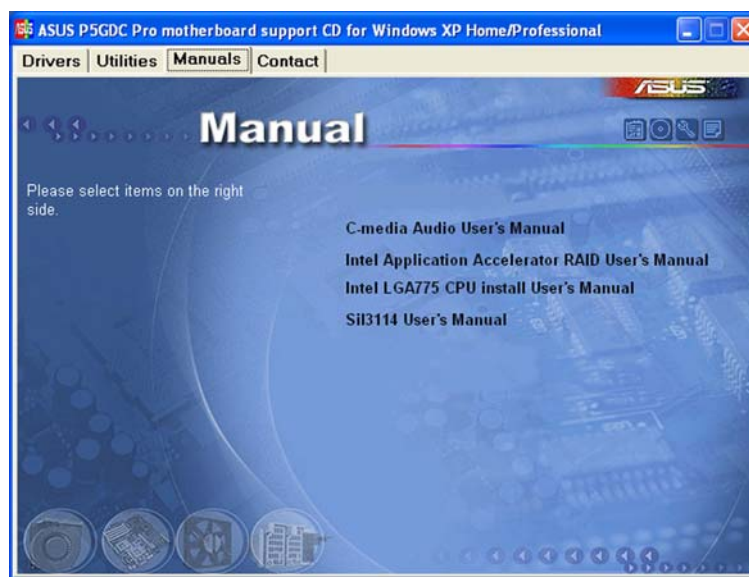 ASUS P5GDC Pro motherboard support CD for Windows XP Home/Professional
Drivers Utilities Manuals Contact
ASUS
Manual
Please select items on the right
side.
C-media Audio User's Manual
Intel Application Accelerator RAID User's Manual
Intel LGA775 CPU install User's Manual
Sil3114 User's Manual